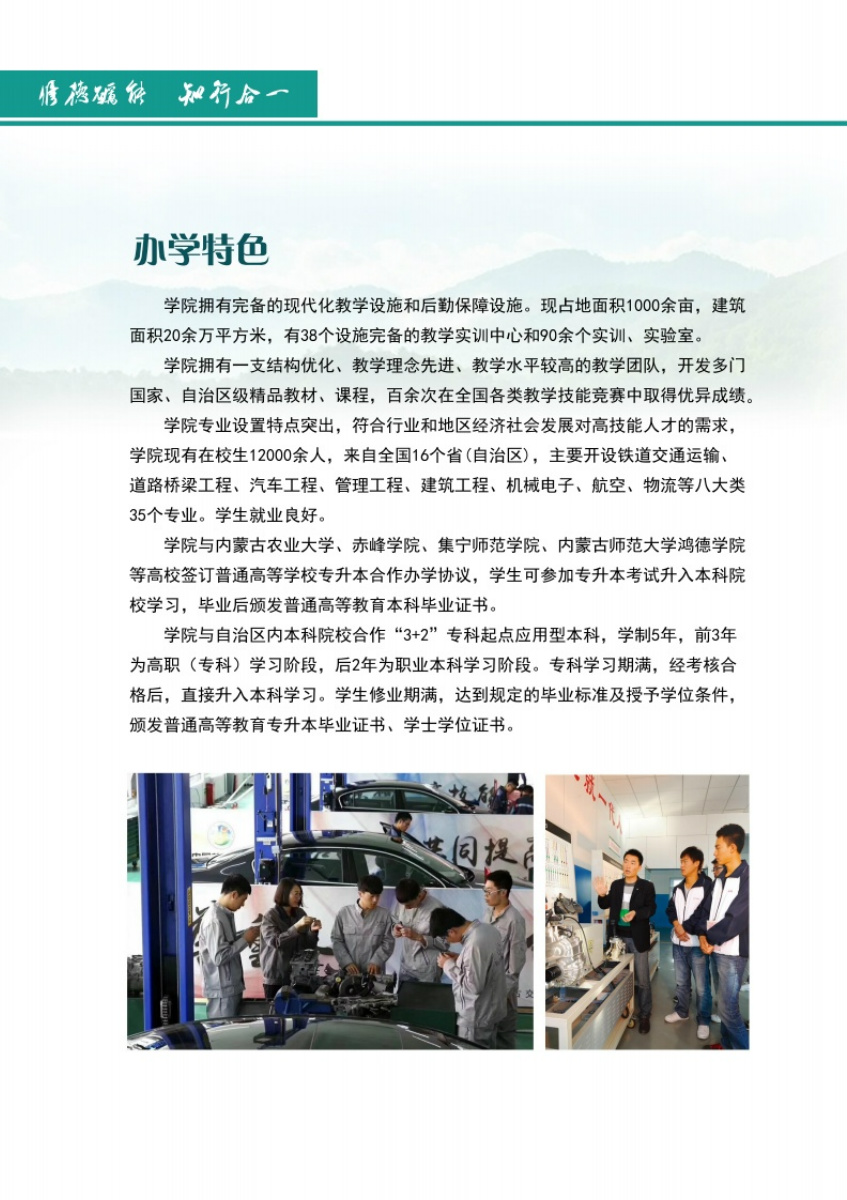 修德砺能 知行合一
办学特色
学院拥有完备的现代化教学设施和后勤保障设施。现占地面积1000余亩，建筑
面积20余万平方米，有38个设施完备的教学实训中心和90余个实训、实验室。
学院拥有一支结构优化、教学理念先进、教学水平较高的教学团队，开发多门
国家、自治区级精品教材、课程，百余次在全国各类教学技能竞赛中取得优异成绩。
学院专业设置特点突出，符合行业和地区经济社会发展对高技能人才的需求，
学院现有在校生12000余人，来自全国16个省(自治区)，主要开设铁道交通运输、
道路桥梁工程、汽车工程、管理工程、建筑工程、机械电子、航空、物流等八大类
35个专业。学生就业良好。
学院与内蒙古农业大学、赤峰学院、集宁师范学院、内蒙古师范大学鸿德学院
等高校签订普通高等学校专升本合作办学协议，学生可参加专升本考试升入本科院
校学习，毕业后颁发普通高等教育本科毕业证书。
学院与自治区内本科院校合作“3+2”专科起点应用型本科，学制5年，前3年
为高职（专科）学习阶段，后2年为职业本科学习阶段。专科学习期满，经考核合
格后，直接升入本科学习。学生修业期满，达到规定的毕业标准及授予学位条件，
颁发普通高等教育专升本毕业证书、学士学位证书。
共同提